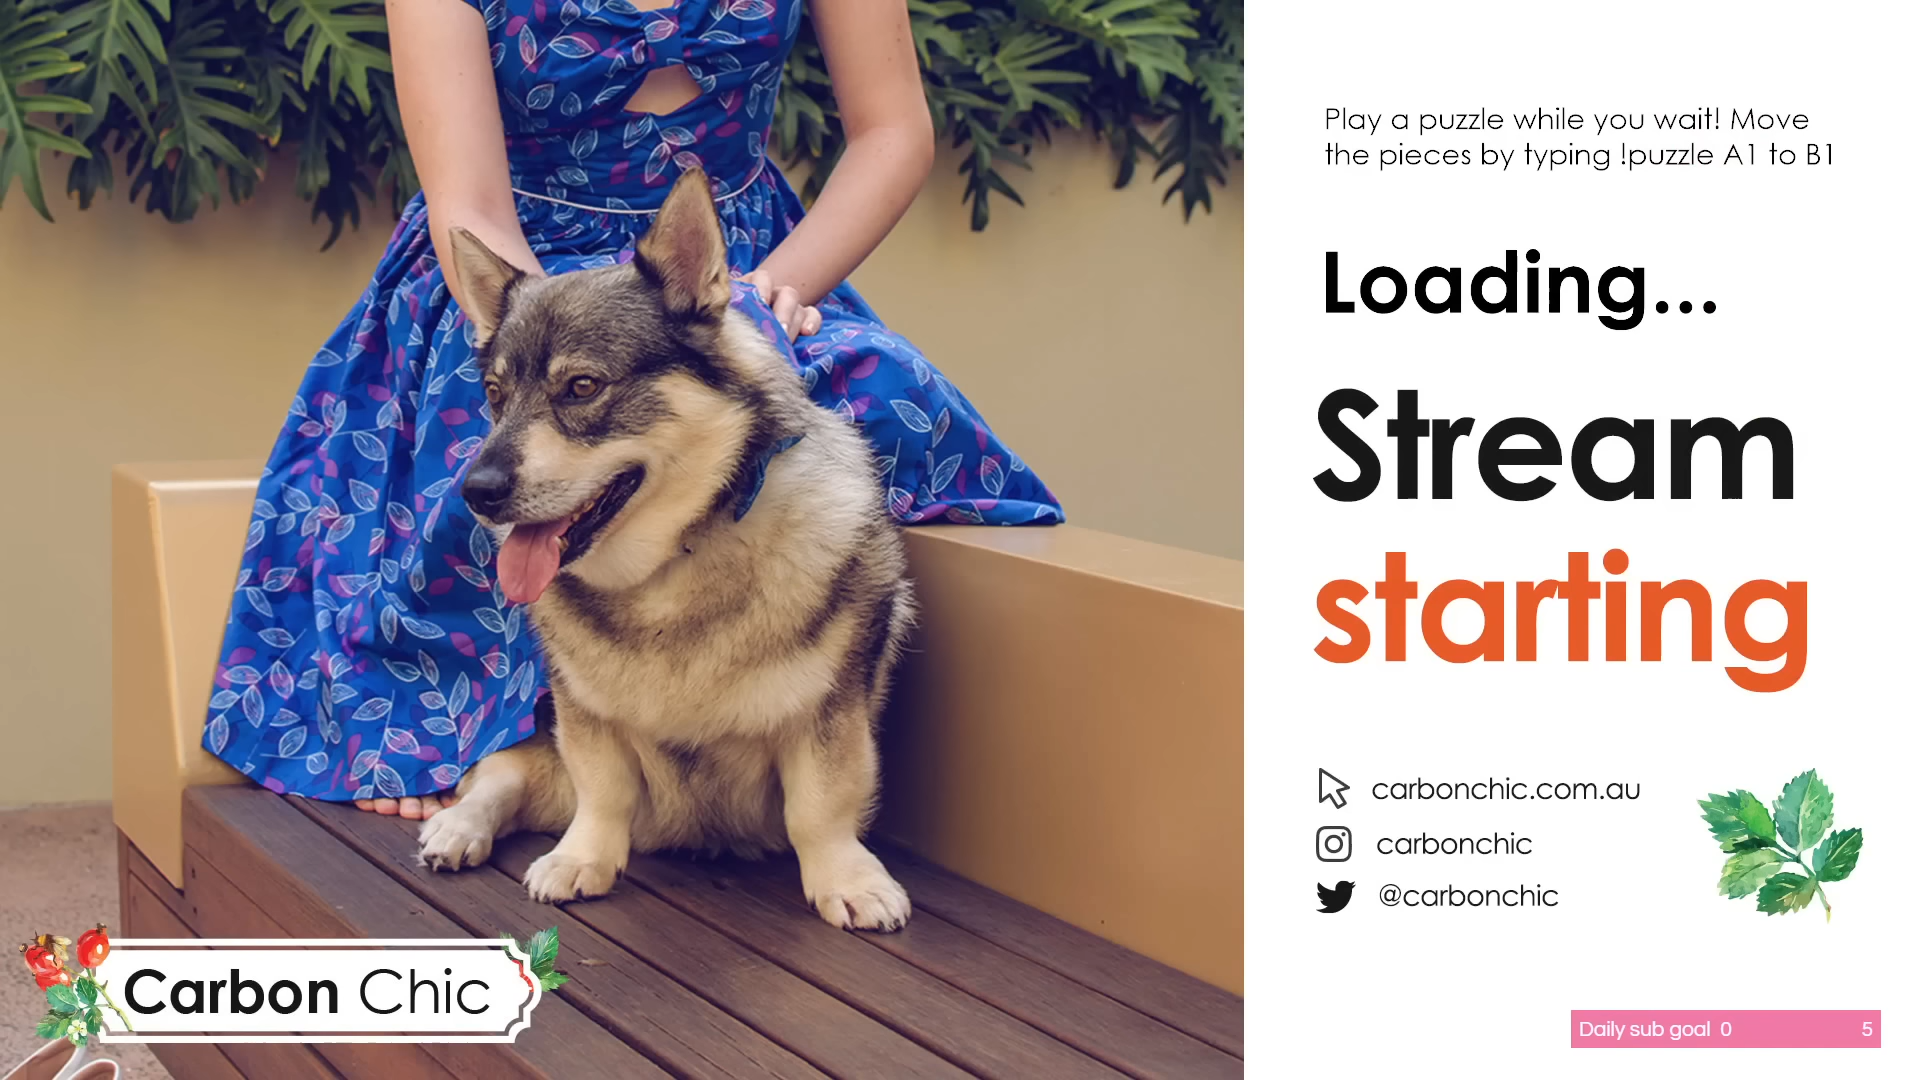 Play a puzzle while you wait! Move
the pieces by typing !puzzle A1 to B1
Loading...
Stream
starting
carbonchic.com.au
carbonchic
@carbonchic
Carbon Chic
Daily sub goal 0 5